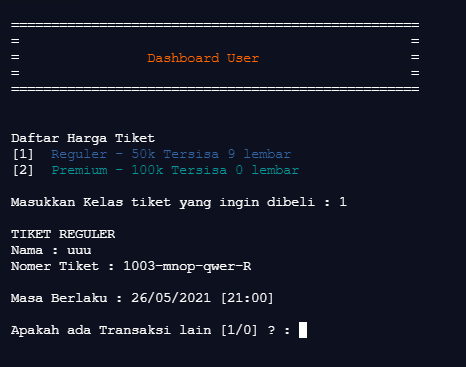 ===================================================
= =
= Dashboard User =
= =
===================================================
Daftar Harga Tiket
[1] Reguler - 50k Tersisa 9 lembar
[2] Premium - 100k Tersisa 0 lembar
Masukkan Kelas tiket yang ingin dibeli : 1
TIKET REGULER
Nama : uuu
Nomer Tiket : 1003-mnop-qwer-R
Masa Berlaku : 26/05/2021 [21:00]
Apakah ada Transaksi lain [1/0] ? :